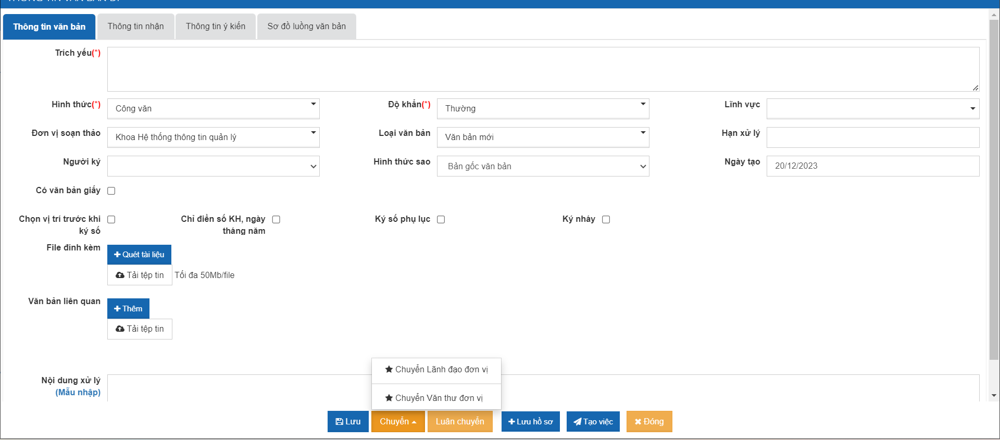 THÔNG TIN VĂN BẢN ĐI
Thông tin văn bản
Thông tin nhận
Thông tin ý kiến
Sơ đồ luồng văn bản
Trích yếu(*)
Hình thức(*)
Công văn
Độ khẩn(*)
Thường
Lĩnh vực
Đơn vị soạn thảo
Khoa Hệ thống thông tin quản lý
Loại văn bản
Văn bản mới
Hạn xử lý
Người ký
Hình thức sao
Bản gốc văn bản
Ngày tạo
20/12/2023
Có văn bản giấy
Chọn vị trí trước khi
ký số
Chỉ điền số KH, ngày
tháng năm
Ký số phụ lục
Ký nháy
File đính kèm
Quét tài liệu
Tải tệp tin
Tối đa 50Mb/file
Văn bản liên quan
Thêm
Tải tệp tin
Nội dung xử lý
(Mẫu nhập)
Chuyển Lãnh đạo đơn vị
Chuyển Văn thư đơn vị
Lưu
Chuyển
Luân chuyển
Lưu hồ sơ
Tạo việc
Đóng